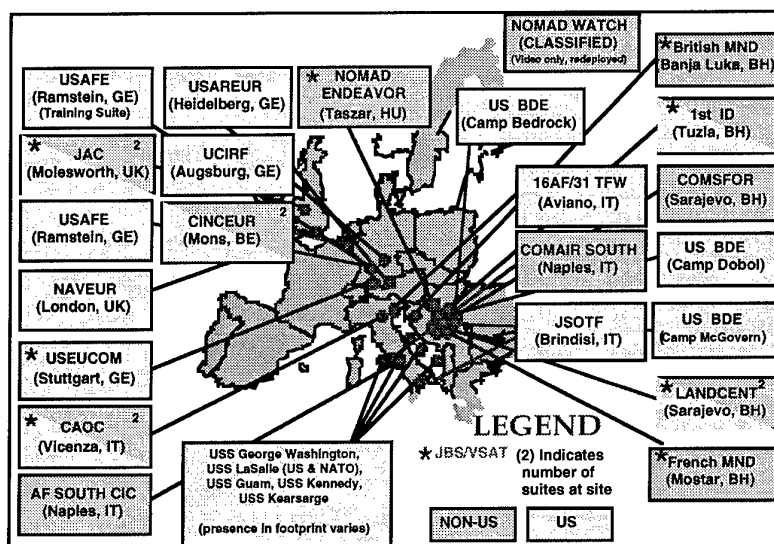 USAFE
(Ramstein, GE)
(Training Suite)
USAREUR
(Heidelberg, GE)
★ NOMAD
ENDEAVOR
(Taszar, HU)
NOMAD WATCH
(CLASSIFIED)
(Video only, redeployed)
★ British MND
(Banja Luka, BH)
US BDE
(Camp Bedrock)
★ JAC 2
(Molesworth, UK)
UCIRF
(Augsburg, GE)
★ 1st ID
(Tuzla, BH)
16AF/31 TFW
(Aviano, IT)
COMSFOR
(Sarajevo, BH)
USAFE
(Ramstein, GE)
CINCEUR 2
(Mons, BE)
COMAIR SOUTH
(Naples, IT)
US BDE
(Camp Dobol)
NAVEUR
(London, UK)
JSOTF
(Brindisi, IT)
US BDE
(Camp McGovern)
★ USEUCOM
(Stuttgart, GE)
★ LANDCENT 2
(Sarajevo, BH)
★ CAOC 2
(Vicenza, IT)
AF SOUTH CIC
(Naples, IT)
USS George Washington,
USS LaSalle (US & NATO),
USS Guam, USS Kennedy,
USS Kearsarge
(presence in footprint varies)
LEGEND
★ JBS/VSAT
(2) Indicates
number of
suites at site
NON-US
US
★ French MND
(Mostar, BH)